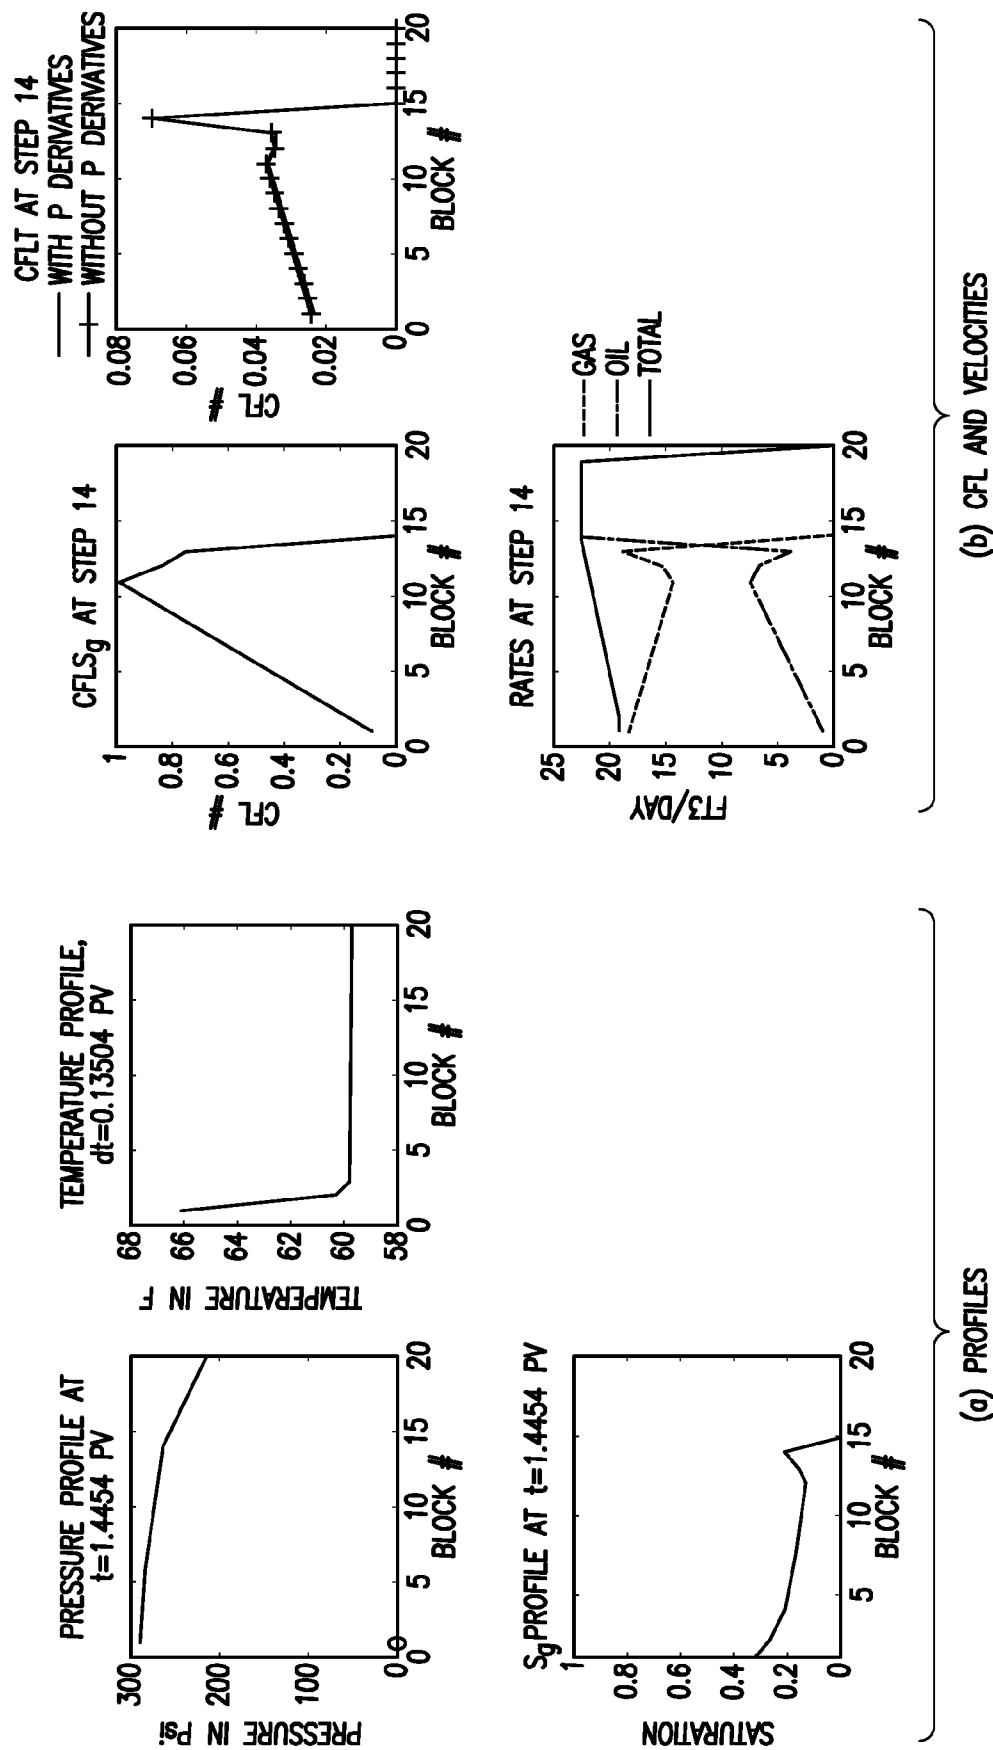 PRESSURE PROFILE AT
t=1.4454 PV
PRESSURE IN Psi
300
200
100
0
0
5
10
15
20
BLOCK #
TEMPERATURE PROFILE,
dt=0.13504 PV
TEMPERATURE IN F
68
66
64
62
60
58
0
5
10
15
20
BLOCK #
Sg PROFILE AT t=1.4454 PV
SATURATION
1
0.8
0.6
0.4
0.2
0
5
10
15
20
BLOCK #
(a) PROFILES
CFLSg AT STEP 14
CFL #
1
0.8
0.6
0.4
0.2
0
0
5
10
15
20
BLOCK #
CFLT AT STEP 14
WITH P DERIVATIVES
WITHOUT P DERIVATIVES
CFL #
0.08
0.06
0.04
0.02
0
0
5
10
15
20
BLOCK #
RATES AT STEP 14
FT3/DAY
25
20
15
10
5
0
0
5
10
15
20
BLOCK #
GAS
OIL
TOTAL
(b) CFL AND VELOCITIES